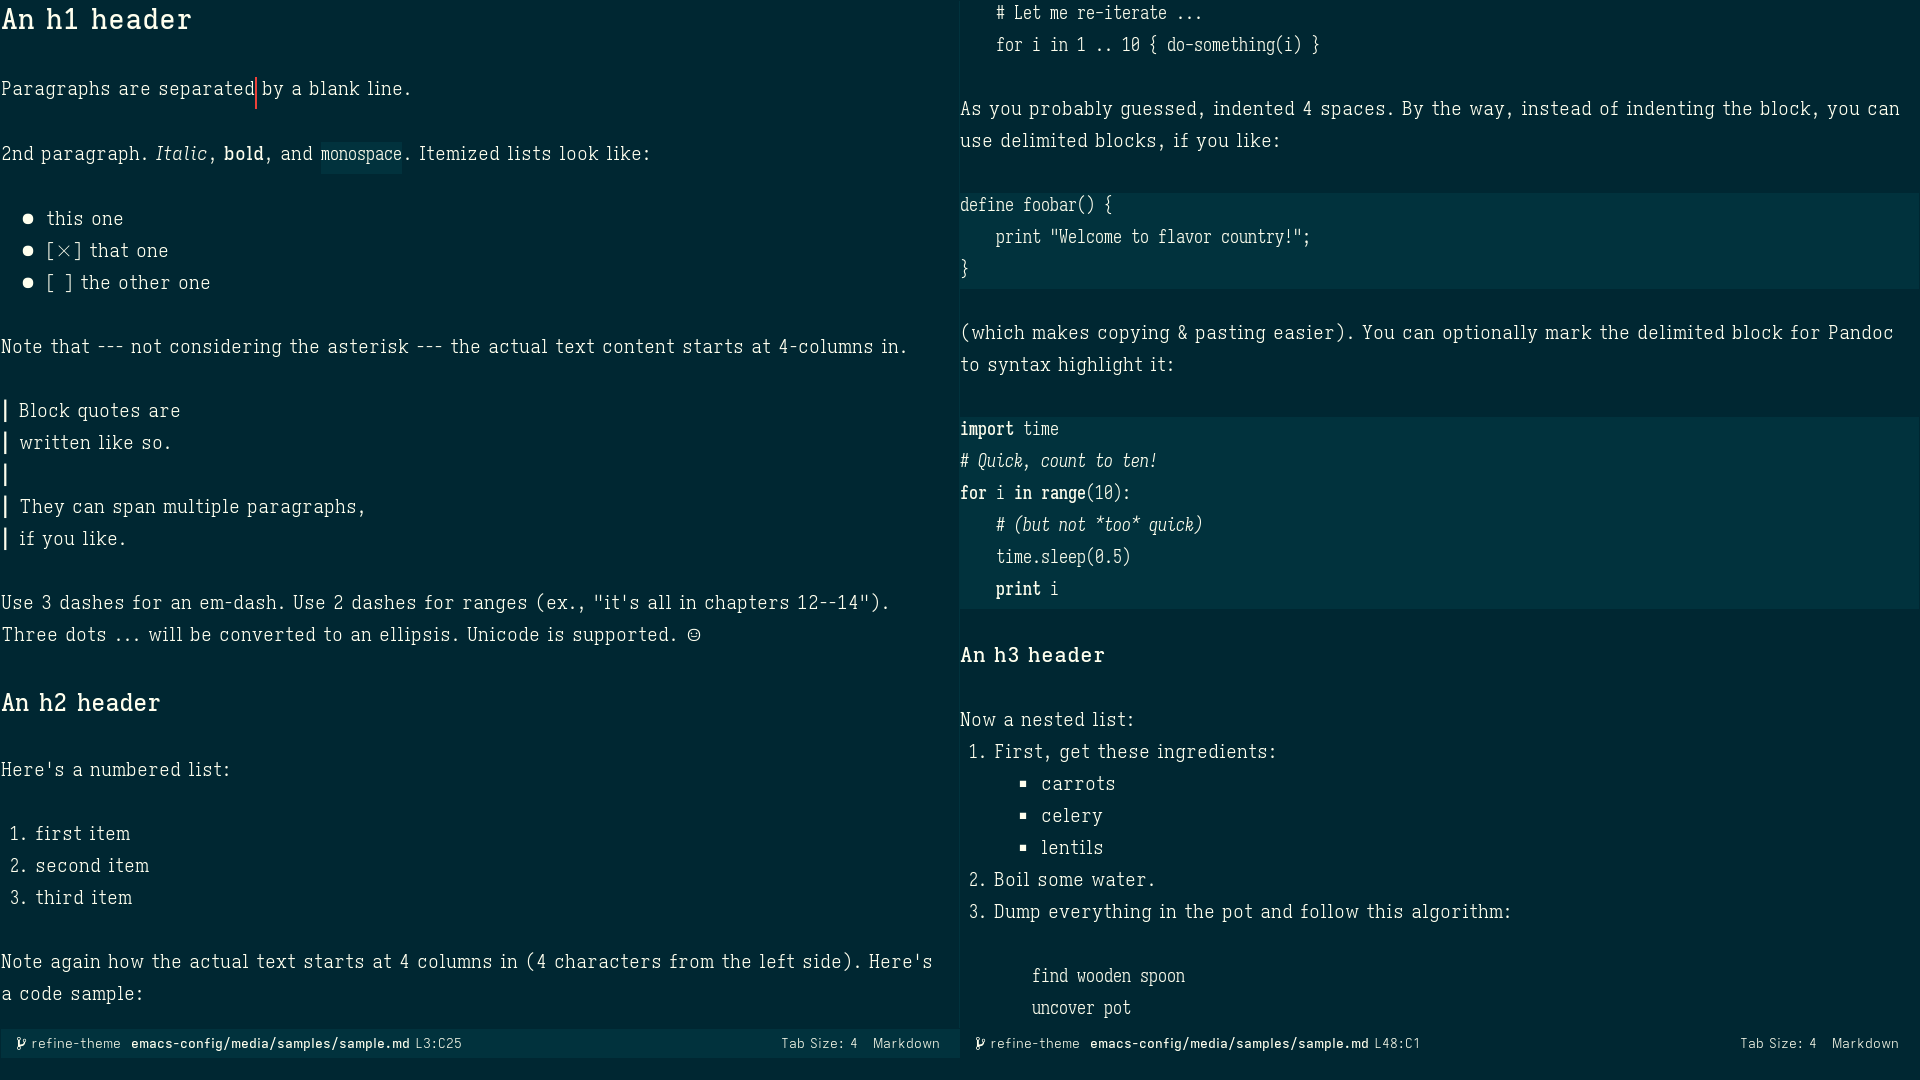 An h1 header
Paragraphs are separated by a blank line.
2nd paragraph. Italic, bold, and monospace. Itemized lists look like:
● this one
● [×] that one
● [ ] the other one
Note that --- not considering the asterisk --- the actual text content starts at 4-columns in.
Block quotes are
written like so.
They can span multiple paragraphs,
if you like.
Use 3 dashes for an em-dash. Use 2 dashes for ranges (ex., "it's all in chapters 12--14").
Three dots ... will be converted to an ellipsis. Unicode is supported. ☺
An h2 header
Here's a numbered list:
1. first item
2. second item
3. third item
Note again how the actual text starts at 4 columns in (4 characters from the left side). Here's
a code sample:
refine-theme emacs-config/media/samples/sample.md L3:C25 Tab Size: 4 Markdown
# Let me re-iterate ...
for i in 1 .. 10 { do-something(i) }
As you probably guessed, indented 4 spaces. By the way, instead of indenting the block, you can
use delimited blocks, if you like:
define foobar() {
    print "Welcome to flavor country!";
}
(which makes copying & pasting easier). You can optionally mark the delimited block for Pandoc
to syntax highlight it:
import time
# Quick, count to ten!
for i in range(10):
    # (but not *too* quick)
    time.sleep(0.5)
    print i
An h3 header
Now a nested list:
1. First, get these ingredients:
▪ carrots
▪ celery
▪ lentils
2. Boil some water.
3. Dump everything in the pot and follow this algorithm:
find wooden spoon
uncover pot
refine-theme emacs-config/media/samples/sample.md L48:C1 Tab Size: 4 Markdown